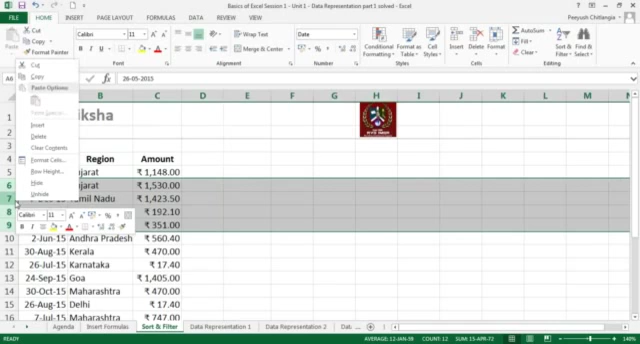 Basics of Excel Session 1 - Unit 1 - Data Representation part 1 solved - Excel
FILE HOME INSERT PAGE LAYOUT FORMULAS DATA REVIEW VIEW
Peeyush Chitlangia
Cut
Copy
Format Painter
Paste
Calibri 11
Wrap Text
Merge & Center
Date
Conditional Formatting
Format as Table
Cell Styles
Insert Delete Format
AutoSum
Fill
Clear
Sort & Filter
Find & Select
Font Alignment Number Styles Cells Editing
A6 fx 26-05-2015
Cut
Copy
Paste Options:
Paste Special...
Insert
Delete
Clear Contents
Format Cells...
Row Height...
Hide
Unhide
Calibri 11
B C D E F G H I J K L M N
1 iksha
2
3
4 Region Amount
5 jarat ₹ 1,148.00
6 jarat ₹ 1,530.00
7 Tamil Nadu ₹ 1,423.50
8 ₹ 192.10
9 ₹ 351.00
10 2-Jun-15 Andhra Pradesh ₹ 560.40
11 30-Aug-15 Kerala ₹ 470.00
12 26-Jul-15 Karnataka ₹ 17.40
13 24-Sep-15 Goa ₹ 1,405.00
14 30-Oct-15 Maharashtra ₹ 470.00
15 26-Aug-15 Delhi ₹ 17.40
16 7-Jul-15 Maharashtra ₹ 747.00
Agenda Insert Formulas Sort & Filter Data Representation 1 Data Representation 2
READY AVERAGE: 12-JAN-59 COUNT: 12 SUM: 15-APR-72 140%